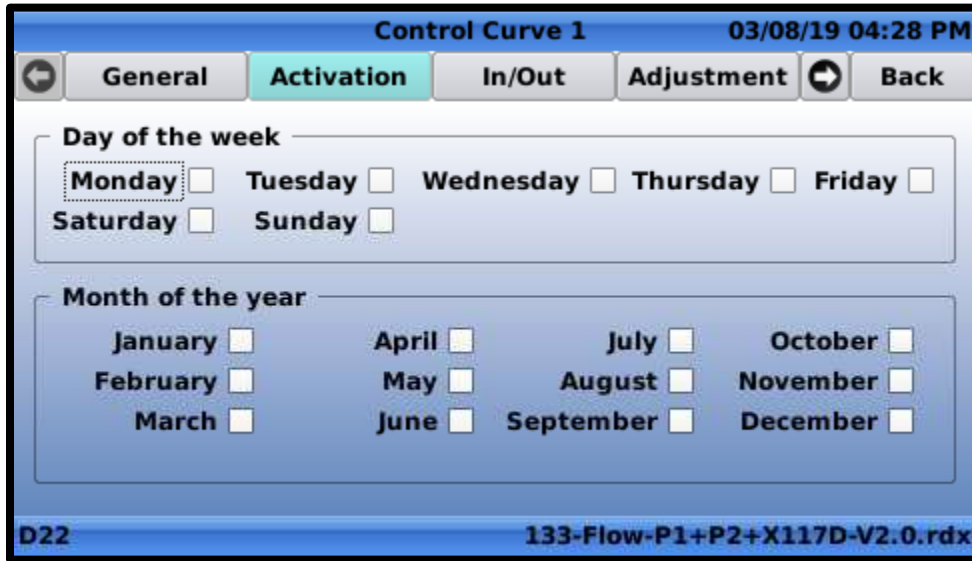 Control Curve 1 03/08/19 04:28 PM
General Activation In/Out Adjustment Back
Day of the week
Monday Tuesday Wednesday Thursday Friday
Saturday Sunday
Month of the year
January April July October
February May August November
March June September December
D22 133-Flow-P1+P2+X117D-V2.0.rdx